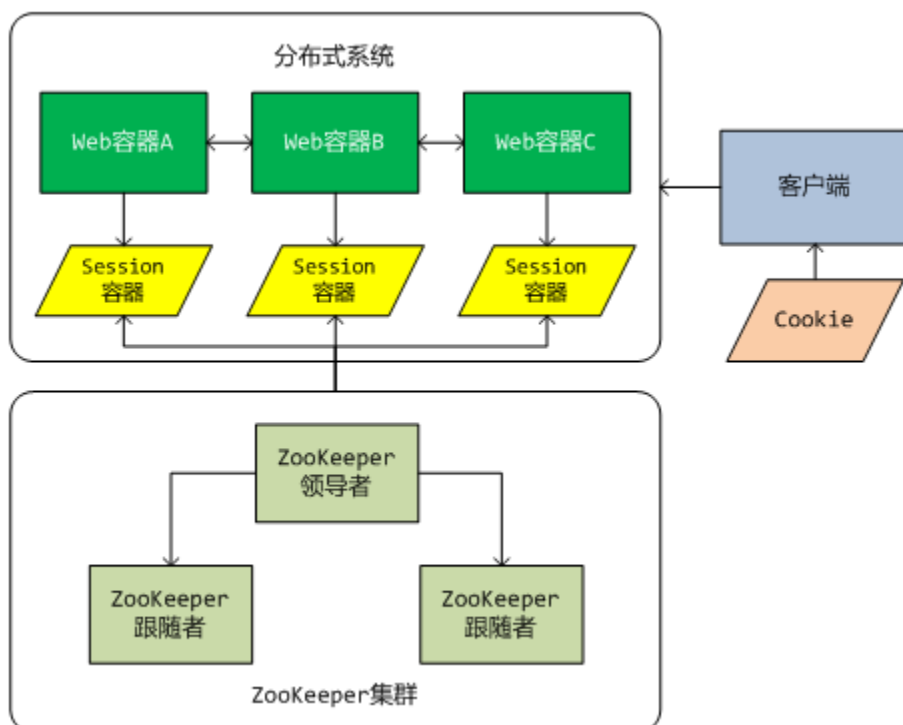 分布式系统
Web容器A
Web容器B
Web容器C
客户端
Session
容器
Session
容器
Session
容器
Cookie
ZooKeeper
领导者
ZooKeeper
跟随者
ZooKeeper
跟随者
ZooKeeper集群